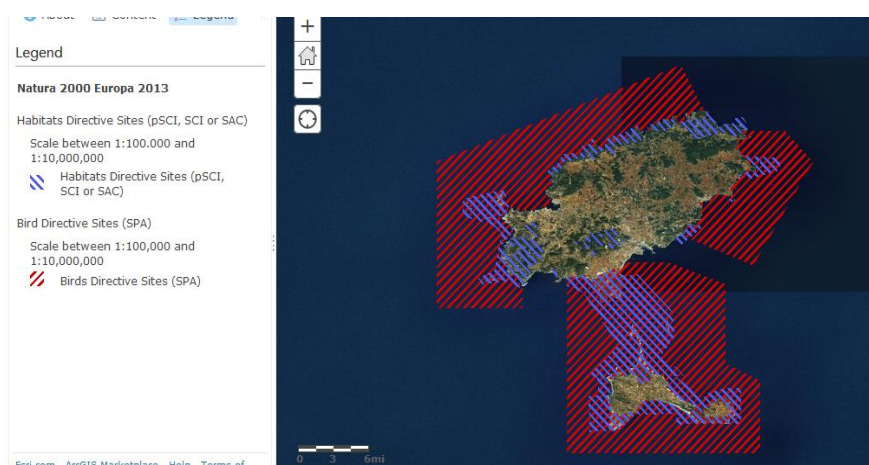 About Content Legend
Legend
Natura 2000 Europa 2013
Habitats Directive Sites (pSCI, SCI or SAC)
Scale between 1:100.000 and
1:10,000,000
Habitats Directive Sites (pSCI,
SCI or SAC)
Bird Directive Sites (SPA)
Scale between 1:100,000 and
1:10,000,000
Birds Directive Sites (SPA)
Esri.com ArcGIS Marketplace Help Terms of
0 3 6mi